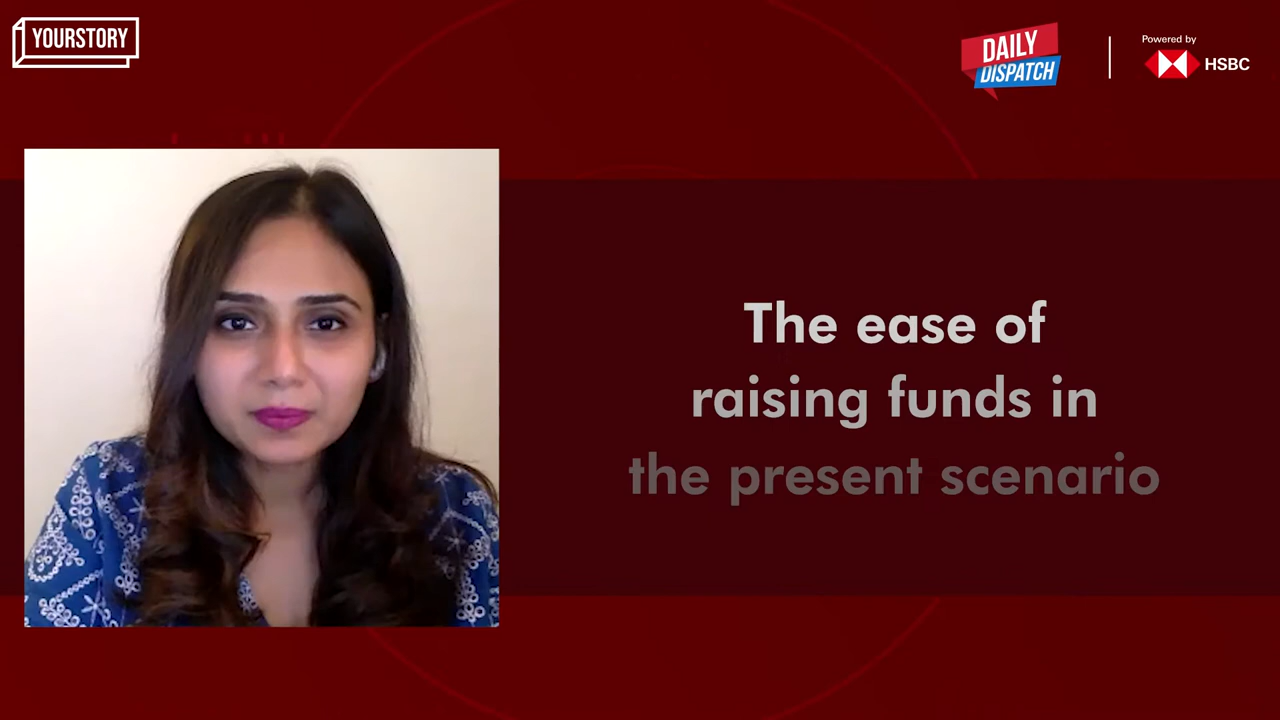 YOURSTORY
DAILY
DISPATCH
Powered by
HSBC
The ease of
raising funds in
the present scenario